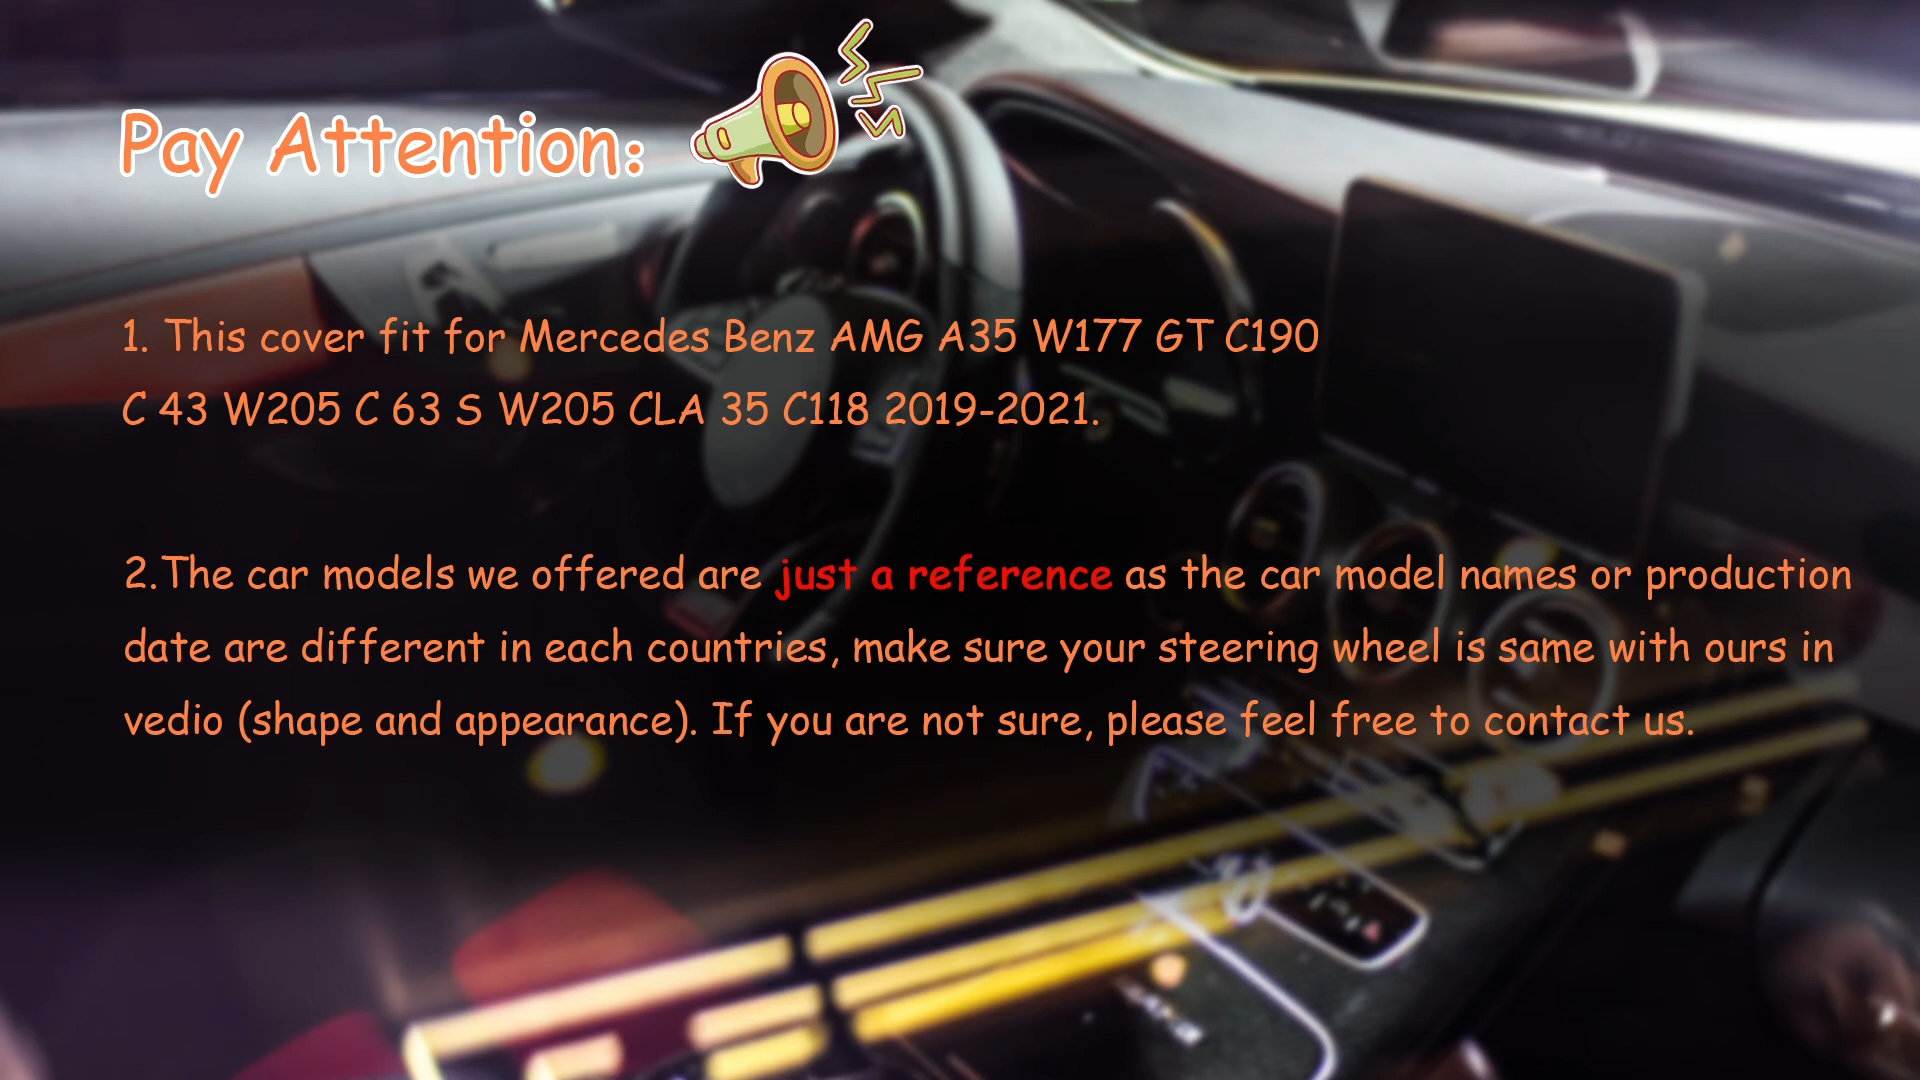 Pay Attention:
1. This cover fit for Mercedes Benz AMG A35 W177 GT C190
C 43 W205 C 63 S W205 CLA 35 C118 2019-2021.
2.The car models we offered are just a reference as the car model names or production
date are different in each countries, make sure your steering wheel is same with ours in
vedio (shape and appearance). If you are not sure, please feel free to contact us.